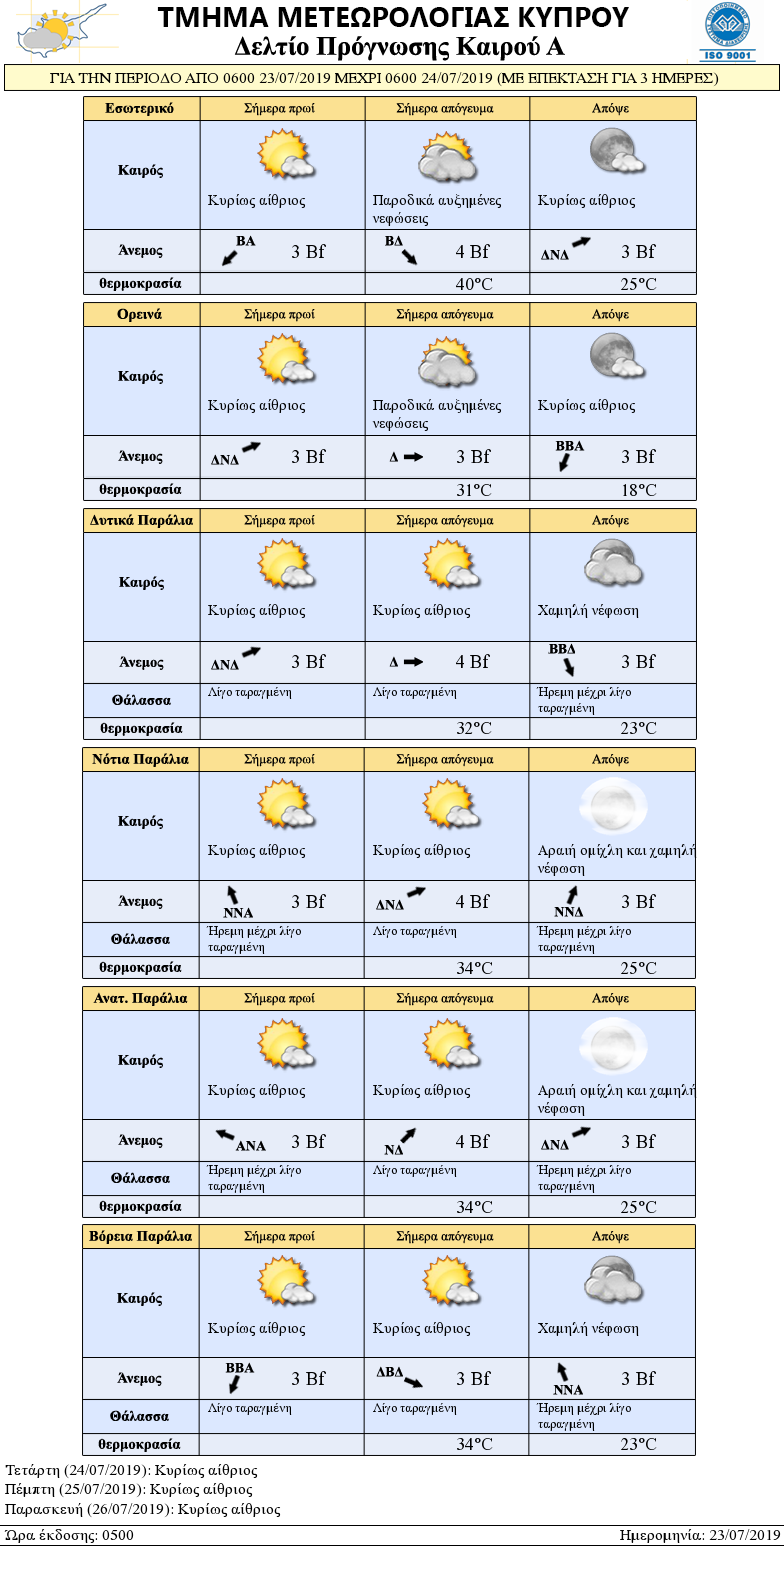 ΤΜΗΜΑ ΜΕΤΕΩΡΟΛΟΓΙΑΣ ΚΥΠΡΟΥ
Δελτίο Πρόγνωσης Καιρού Α
ISO 9001
ΓΙΑ ΤΗΝ ΠΕΡΙΟΔΟ ΑΠΟ 0600 23/07/2019 ΜΕΧΡΙ 0600 24/07/2019 (ΜΕ ΕΠΕΚΤΑΣΗ ΓΙΑ 3 ΗΜΕΡΕΣ)
Εσωτερικό Σήμερα πρωί Σήμερα απόγευμα Απόψε
Καιρός
Κυρίως αίθριος Παροδικά αυξημένες Κυρίως αίθριος
νεφώσεις
Άνεμος ΒΑ 3 Bf ΒΔ 4 Bf ΔΝΔ 3 Bf
θερμοκρασία 40°C 25°C
Ορεινά Σήμερα πρωί Σήμερα απόγευμα Απόψε
Καιρός
Κυρίως αίθριος Παροδικά αυξημένες Κυρίως αίθριος
νεφώσεις
Άνεμος ΔΝΔ 3 Bf Δ 3 Bf ΒΒΑ 3 Bf
θερμοκρασία 31°C 18°C
Δυτικά Παράλια Σήμερα πρωί Σήμερα απόγευμα Απόψε
Καιρός
Κυρίως αίθριος Κυρίως αίθριος Χαμηλή νέφωση
Άνεμος ΔΝΔ 3 Bf Δ 4 Bf ΒΒΔ 3 Bf
Θάλασσα Λίγο ταραγμένη Λίγο ταραγμένη Ήρεμη μέχρι λίγο
ταραγμένη
θερμοκρασία 32°C 23°C
Νότια Παράλια Σήμερα πρωί Σήμερα απόγευμα Απόψε
Καιρός
Κυρίως αίθριος Κυρίως αίθριος Αραιή ομίχλη και χαμηλή
νέφωση
Άνεμος ΝΝΑ 3 Bf ΔΝΔ 4 Bf ΝΝΔ 3 Bf
Θάλασσα Ήρεμη μέχρι λίγο Λίγο ταραγμένη Ήρεμη μέχρι λίγο
ταραγμένη ταραγμένη
θερμοκρασία 34°C 25°C
Ανατ. Παράλια Σήμερα πρωί Σήμερα απόγευμα Απόψε
Καιρός
Κυρίως αίθριος Κυρίως αίθριος Αραιή ομίχλη και χαμηλή
νέφωση
Άνεμος ΑΝΑ 3 Bf ΝΔ 4 Bf ΔΝΔ 3 Bf
Θάλασσα Ήρεμη μέχρι λίγο Λίγο ταραγμένη Ήρεμη μέχρι λίγο
ταραγμένη ταραγμένη
θερμοκρασία 34°C 25°C
Βόρεια Παράλια Σήμερα πρωί Σήμερα απόγευμα Απόψε
Καιρός
Κυρίως αίθριος Κυρίως αίθριος Χαμηλή νέφωση
Άνεμος ΒΒΑ 3 Bf ΔΒΔ 3 Bf ΝΝΑ 3 Bf
Θάλασσα Λίγο ταραγμένη Λίγο ταραγμένη Ήρεμη μέχρι λίγο
ταραγμένη
θερμοκρασία 34°C 23°C
Τετάρτη (24/07/2019): Κυρίως αίθριος
Πέμπτη (25/07/2019): Κυρίως αίθριος
Παρασκευή (26/07/2019): Κυρίως αίθριος
Ώρα έκδοσης: 0500 Ημερομηνία: 23/07/2019